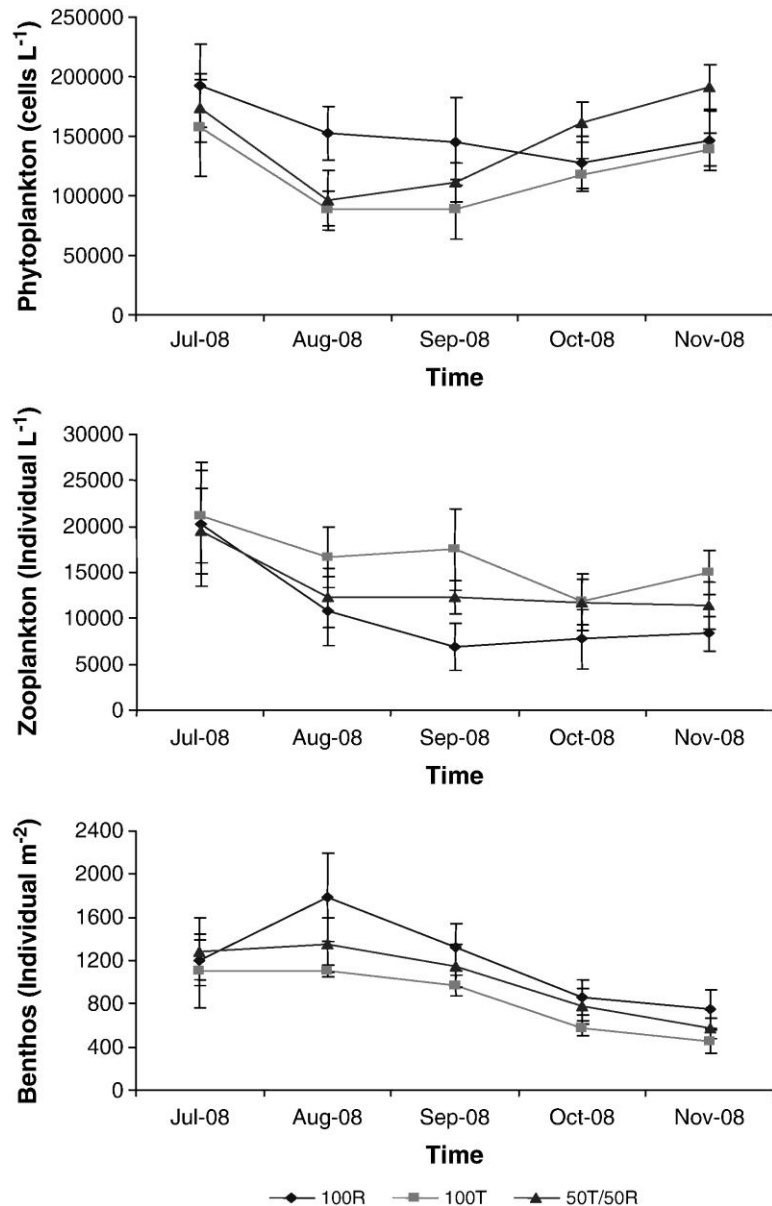 Phytoplankton (cells L⁻¹)
250000
200000
150000
100000
50000
0
Jul-08 Aug-08 Sep-08 Oct-08 Nov-08
Time
Zooplankton (Individual L⁻¹)
30000
25000
20000
15000
10000
5000
0
Jul-08 Aug-08 Sep-08 Oct-08 Nov-08
Time
Benthos (Individual m⁻²)
2400
2000
1600
1200
800
400
0
Jul-08 Aug-08 Sep-08 Oct-08 Nov-08
Time
100R 100T 50T/50R